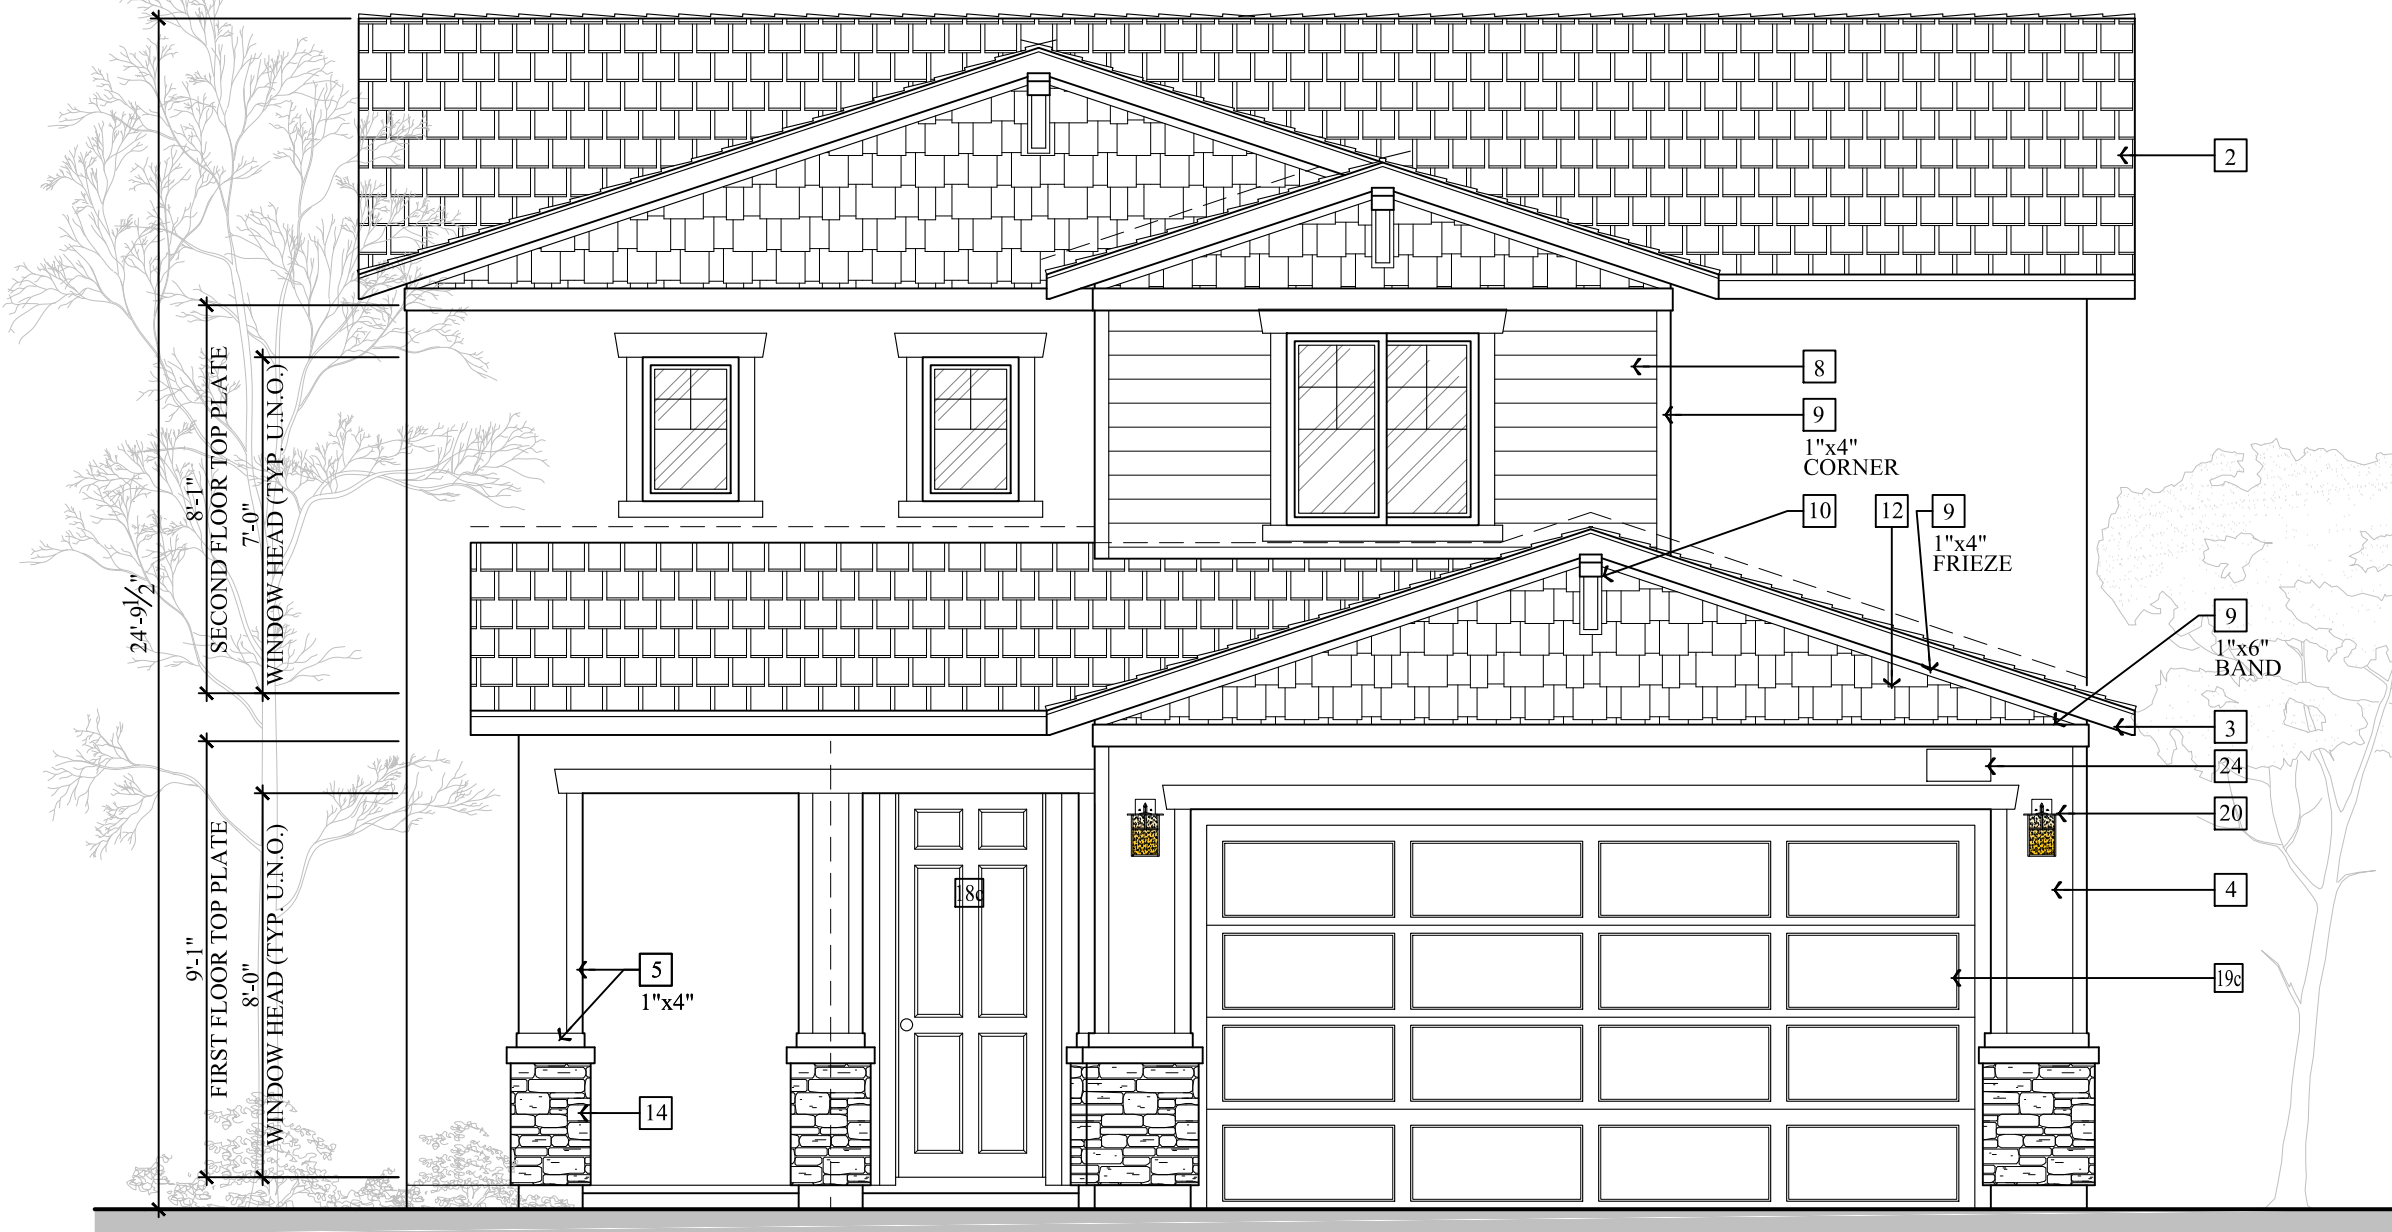 2
8
9
1"x4"
CORNER
10
12
9
1"x4"
FRIEZE
9
1"x6"
BAND
3
24
20
4
19c
18c
5
1"x4"
14
24'-9 1/2"
8'-1"
SECOND FLOOR TOP PLATE
7'-0"
WINDOW HEAD (TYP. U.N.O.)
9'-1"
FIRST FLOOR TOP PLATE
8'-0"
WINDOW HEAD (TYP. U.N.O.)